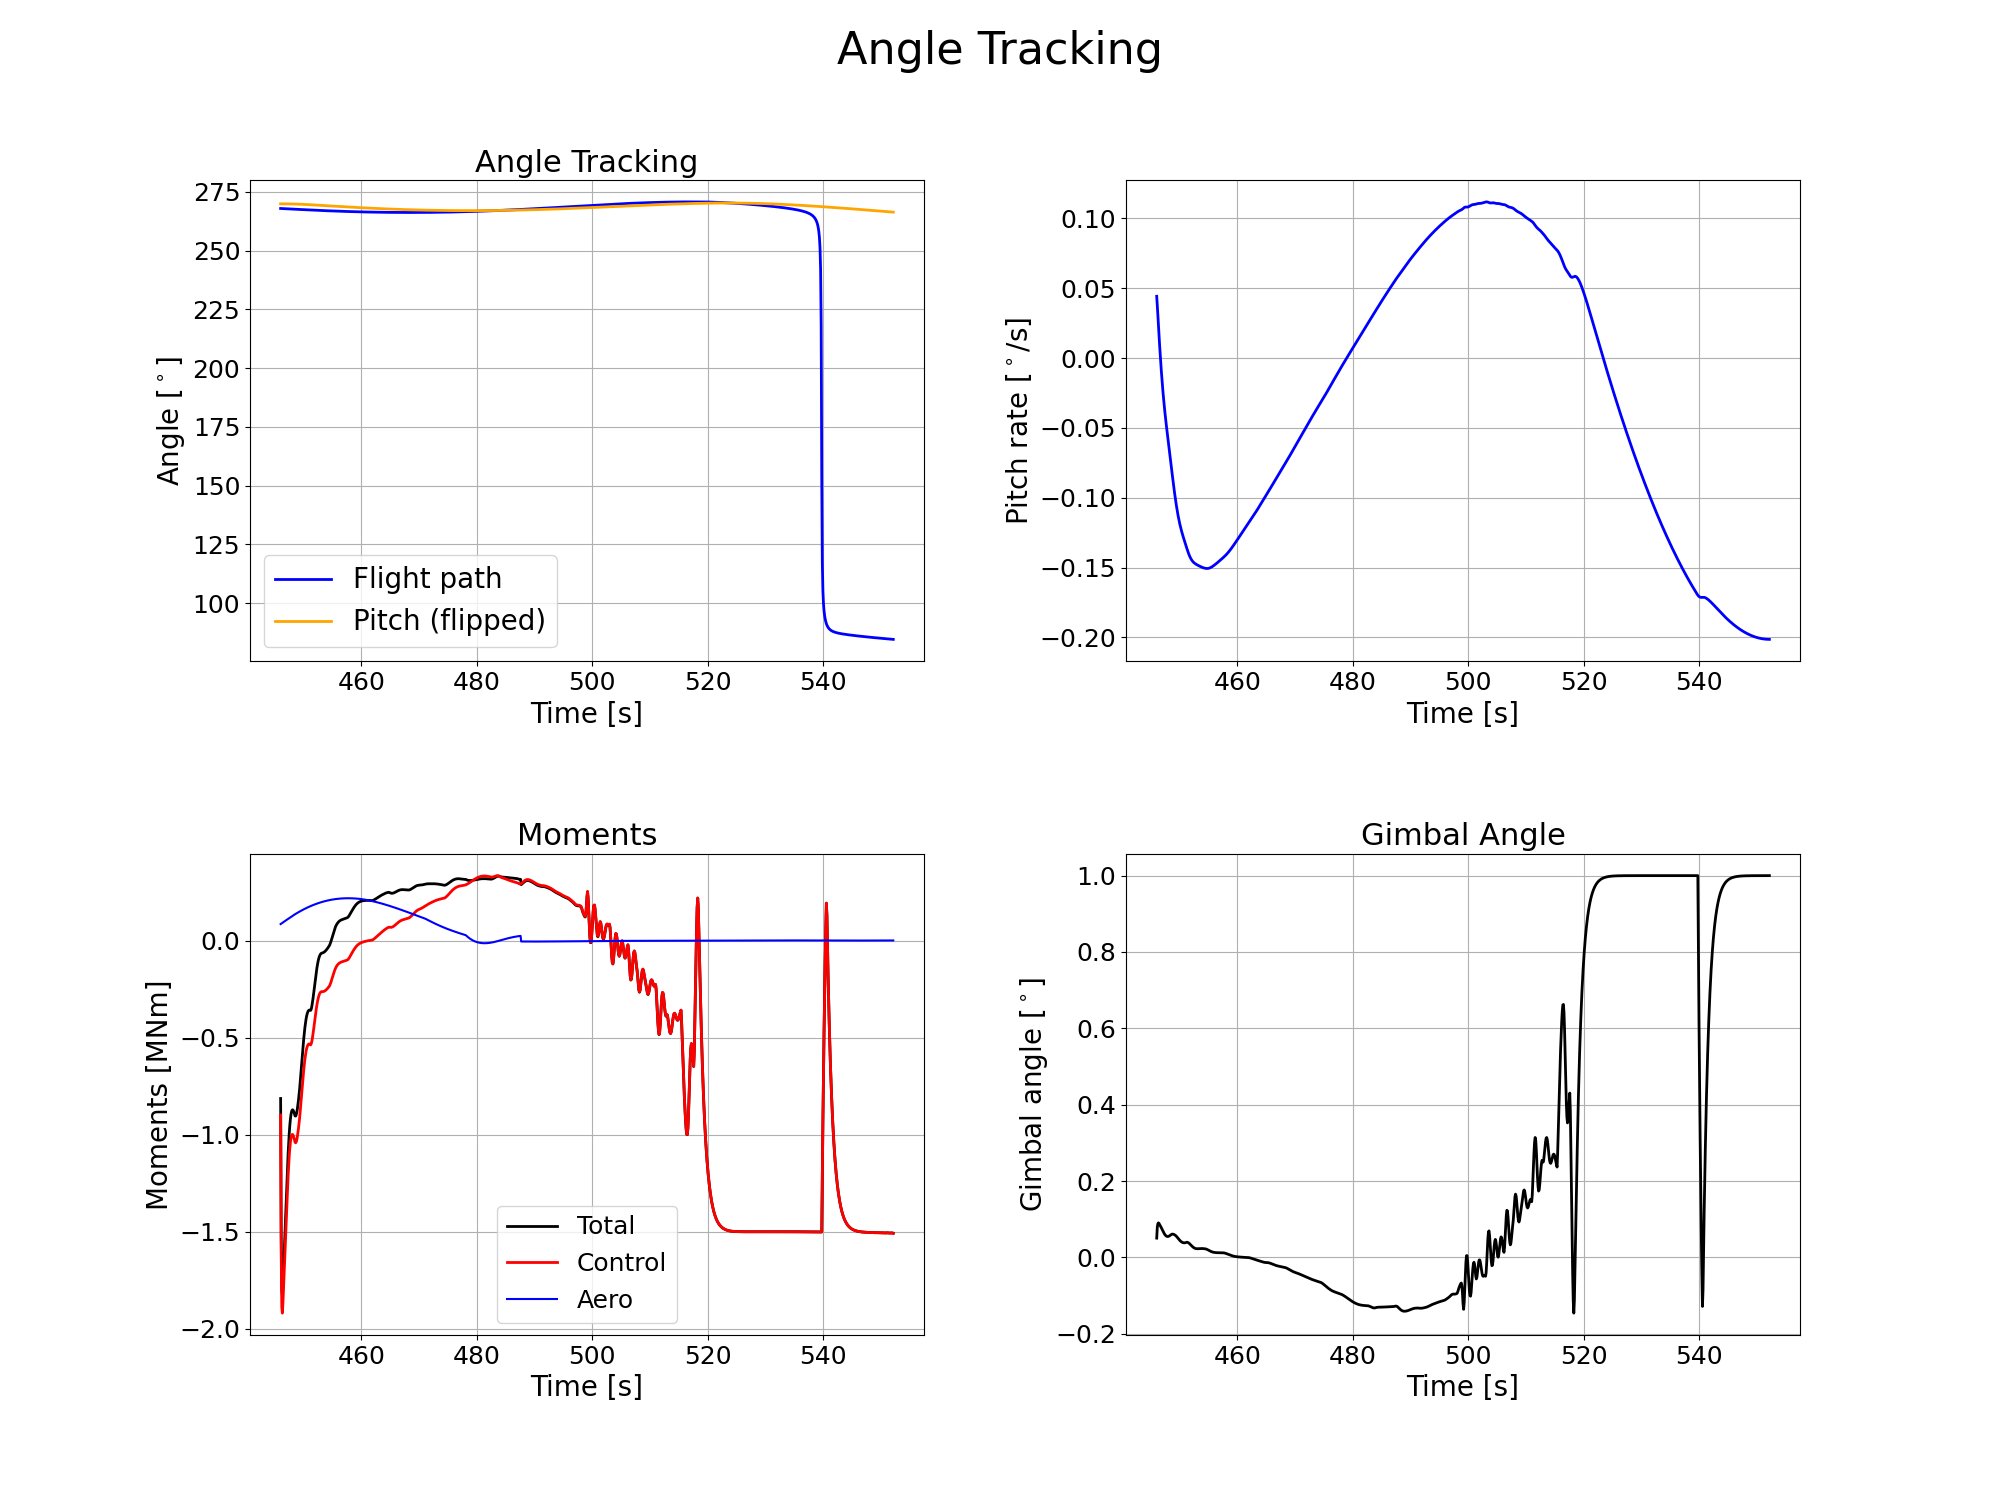 Angle Tracking
Angle Tracking
275
250
225
200
175
150
125
100
Angle [°]
Flight path
Pitch (flipped)
460 480 500 520 540
Time [s]
0.10
0.05
0.00
−0.05
−0.10
−0.15
−0.20
Pitch rate [°/s]
460 480 500 520 540
Time [s]
Moments
0.0
−0.5
−1.0
−1.5
−2.0
Moments [MNm]
Total
Control
Aero
460 480 500 520 540
Time [s]
Gimbal Angle
1.0
0.8
0.6
0.4
0.2
0.0
−0.2
Gimbal angle [°]
460 480 500 520 540
Time [s]